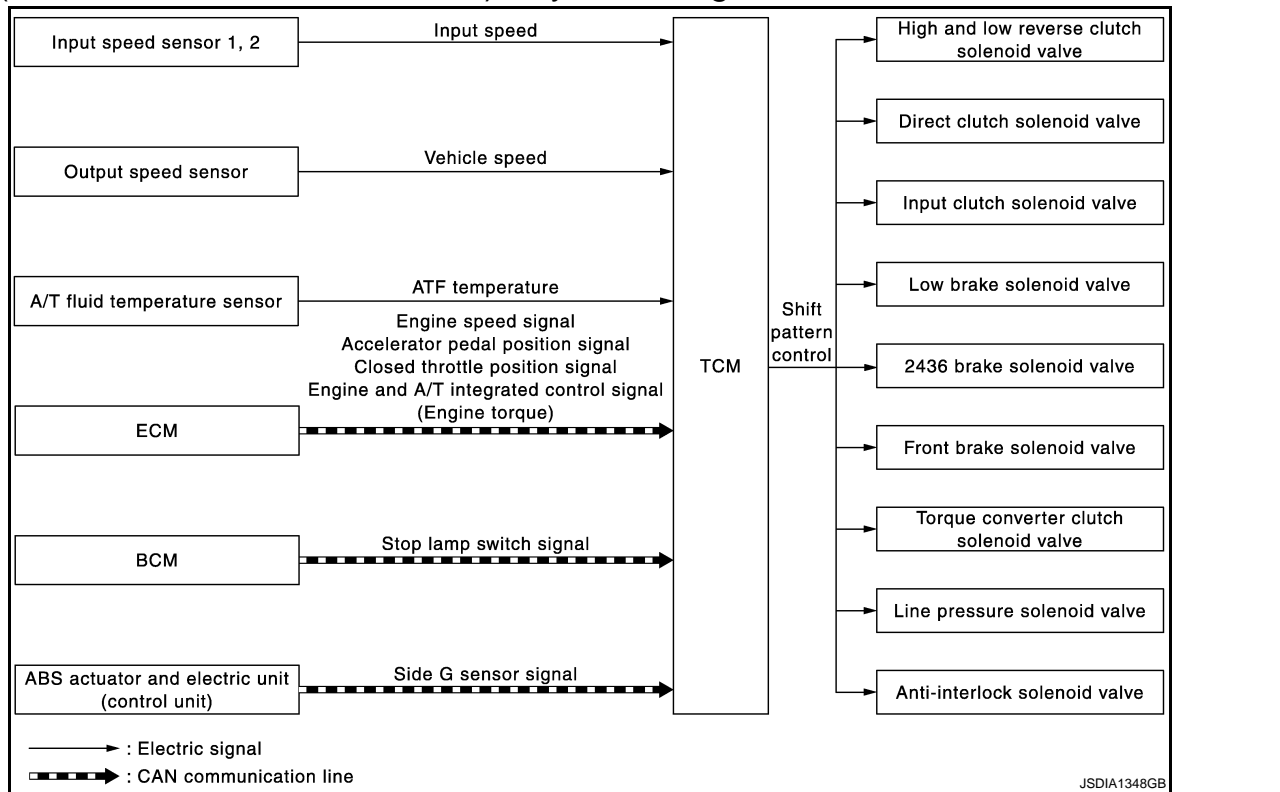 Input speed sensor 1, 2
Input speed
Output speed sensor
Vehicle speed
A/T fluid temperature sensor
ATF temperature
Engine speed signal
Accelerator pedal position signal
Closed throttle position signal
Engine and A/T integrated control signal
(Engine torque)
ECM
BCM
Stop lamp switch signal
ABS actuator and electric unit
(control unit)
Side G sensor signal
TCM
Shift
pattern
control
High and low reverse clutch
solenoid valve
Direct clutch solenoid valve
Input clutch solenoid valve
Low brake solenoid valve
2436 brake solenoid valve
Front brake solenoid valve
Torque converter clutch
solenoid valve
Line pressure solenoid valve
Anti-interlock solenoid valve
: Electric signal
: CAN communication line
JSDIA1348GB